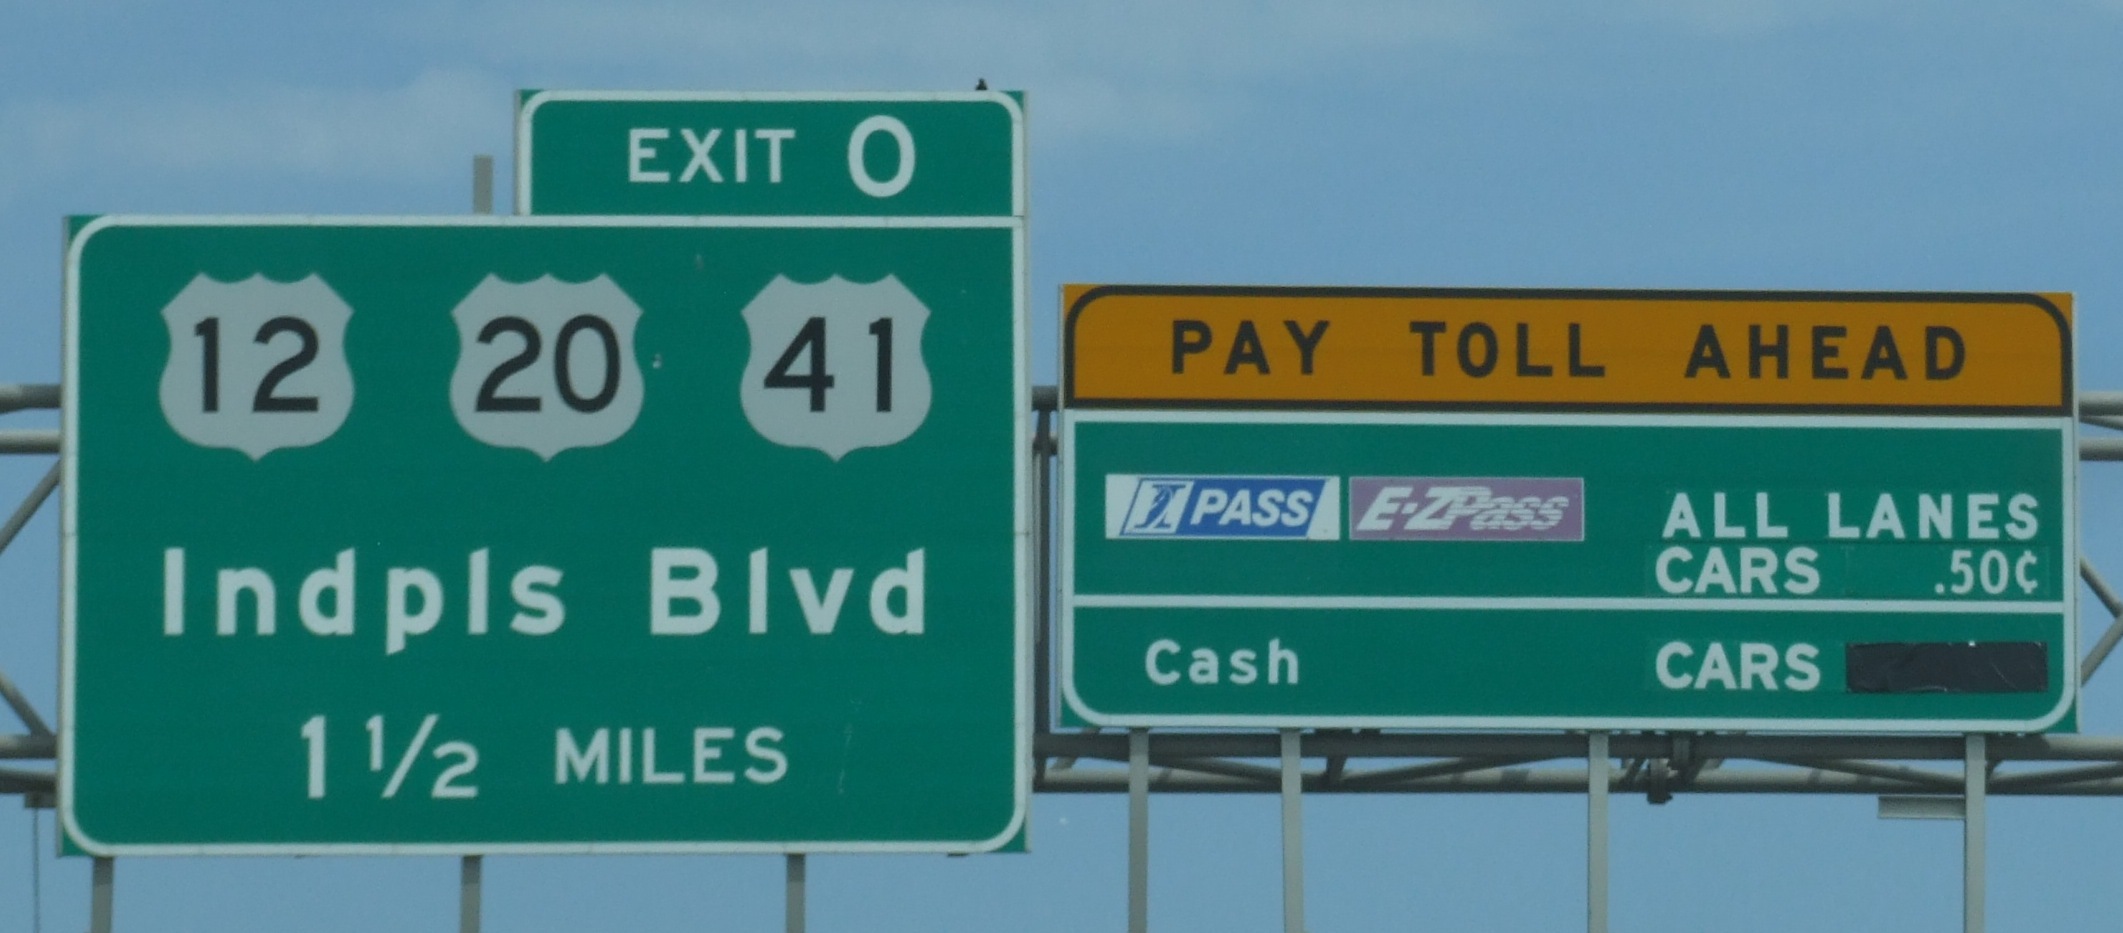 EXIT 0
12 20 41
Indpls Blvd
1 1/2 MILES
PAY TOLL AHEAD
I PASS E-ZPass ALL LANES
CARS .50¢
Cash CARS